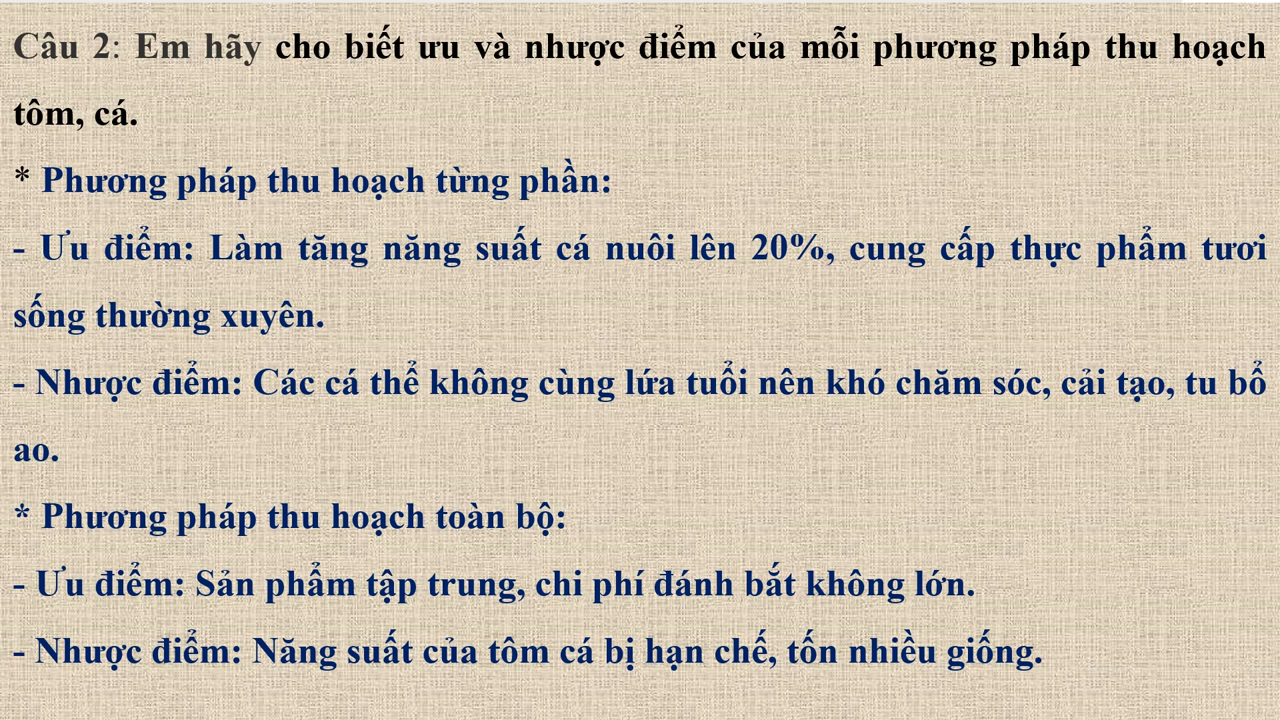 Câu 2: Em hãy cho biết ưu và nhược điểm của mỗi phương pháp thu hoạch
tôm, cá.
* Phương pháp thu hoạch từng phần:
- Ưu điểm: Làm tăng năng suất cá nuôi lên 20%, cung cấp thực phẩm tươi
sống thường xuyên.
- Nhược điểm: Các cá thể không cùng lứa tuổi nên khó chăm sóc, cải tạo, tu bổ
ao.
* Phương pháp thu hoạch toàn bộ:
- Ưu điểm: Sản phẩm tập trung, chi phí đánh bắt không lớn.
- Nhược điểm: Năng suất của tôm cá bị hạn chế, tốn nhiều giống.